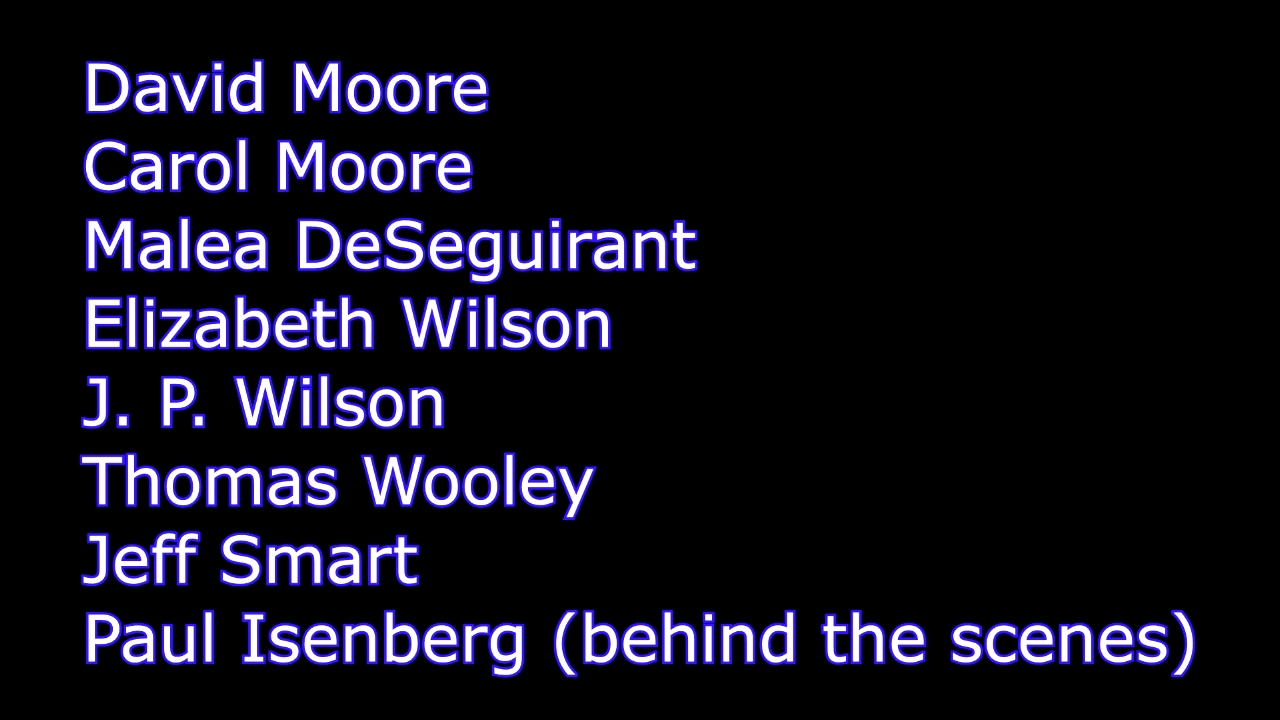 David Moore
Carol Moore
Malea DeSeguirant
Elizabeth Wilson
J. P. Wilson
Thomas Wooley
Jeff Smart
Paul Isenberg (behind the scenes)